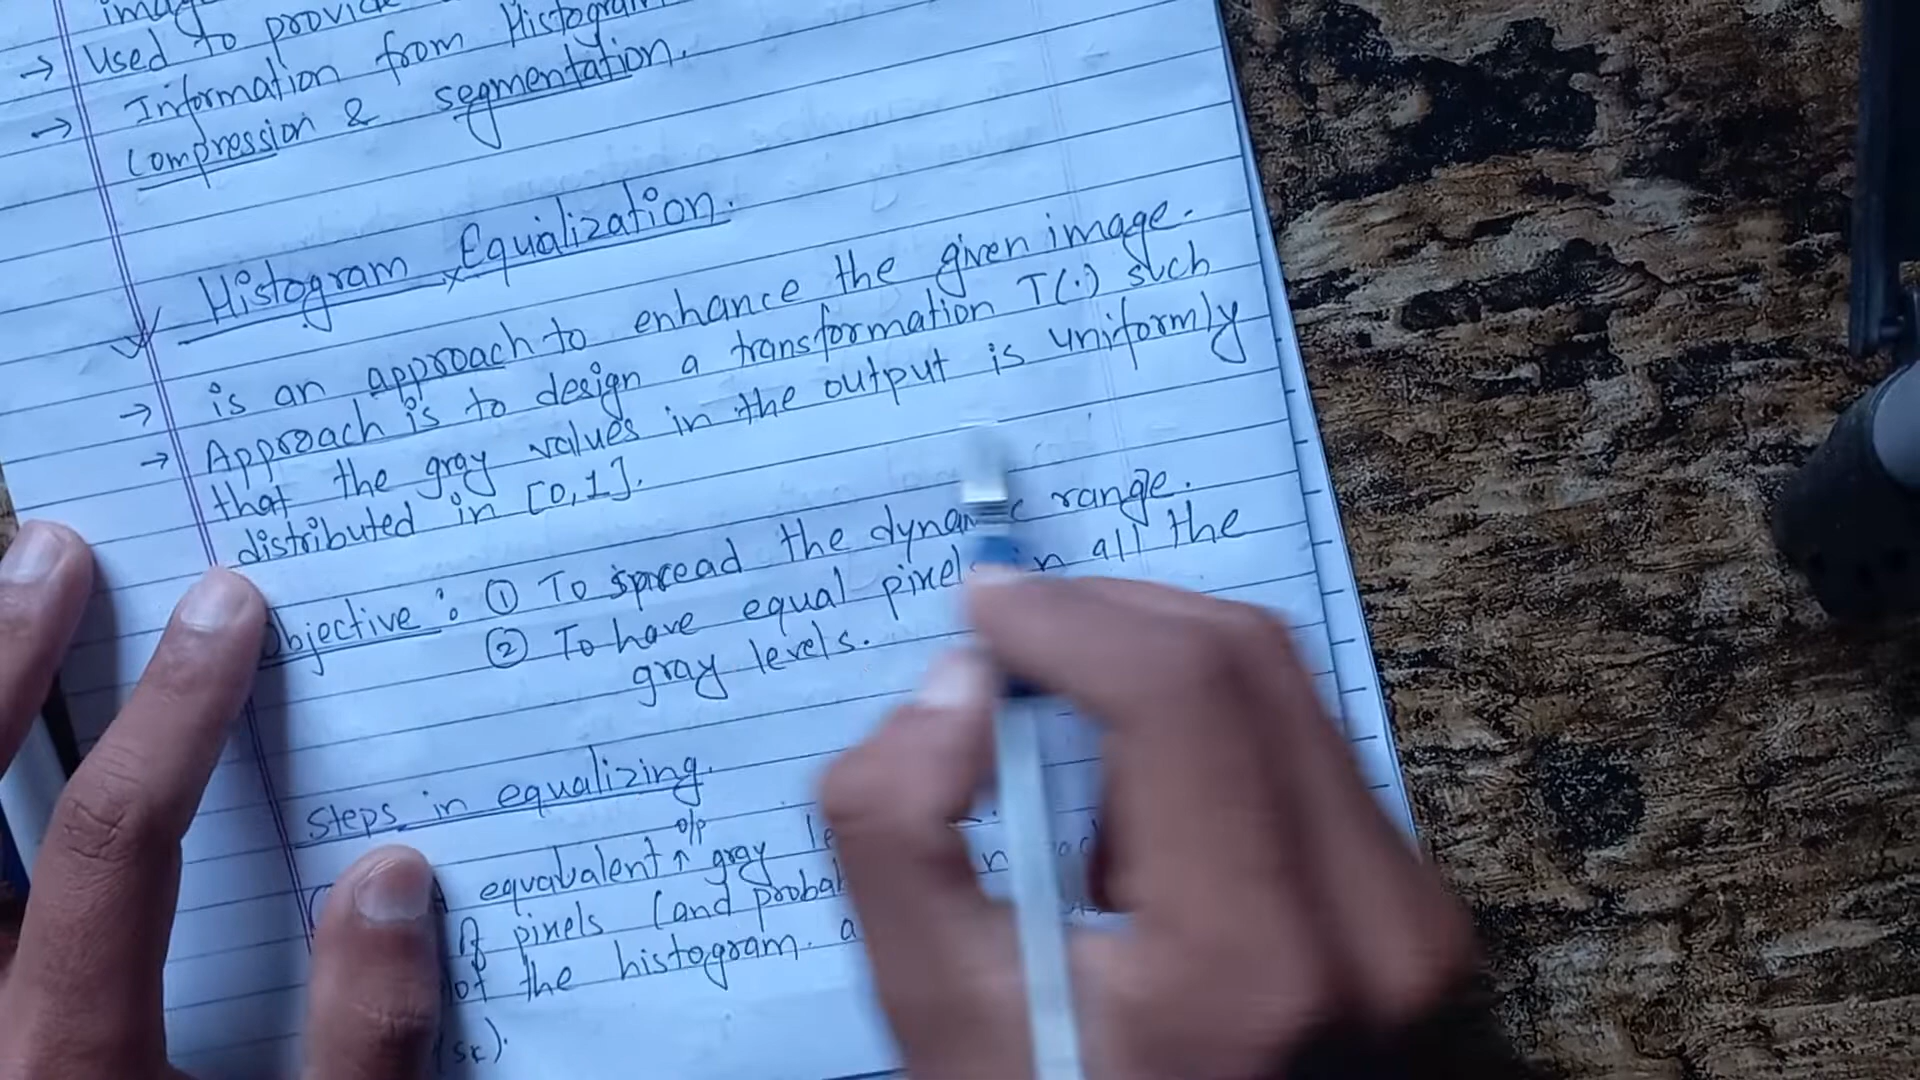 → Used to provide
→ Information from Histogram
compression & segmentation.
Histogram Equalization.
→ is an approach to enhance the given image.
→ Approach is to design a transformation T(.) such
that the gray values in the output is uniformly
distributed in [0,1].
Objective : ① To spread the dynamic range.
② To have equal pixels in all the
gray levels.
Steps in equalizing.
o/p
equavalent ↑ gray
of pixels (and
the histogram. a
(sk).